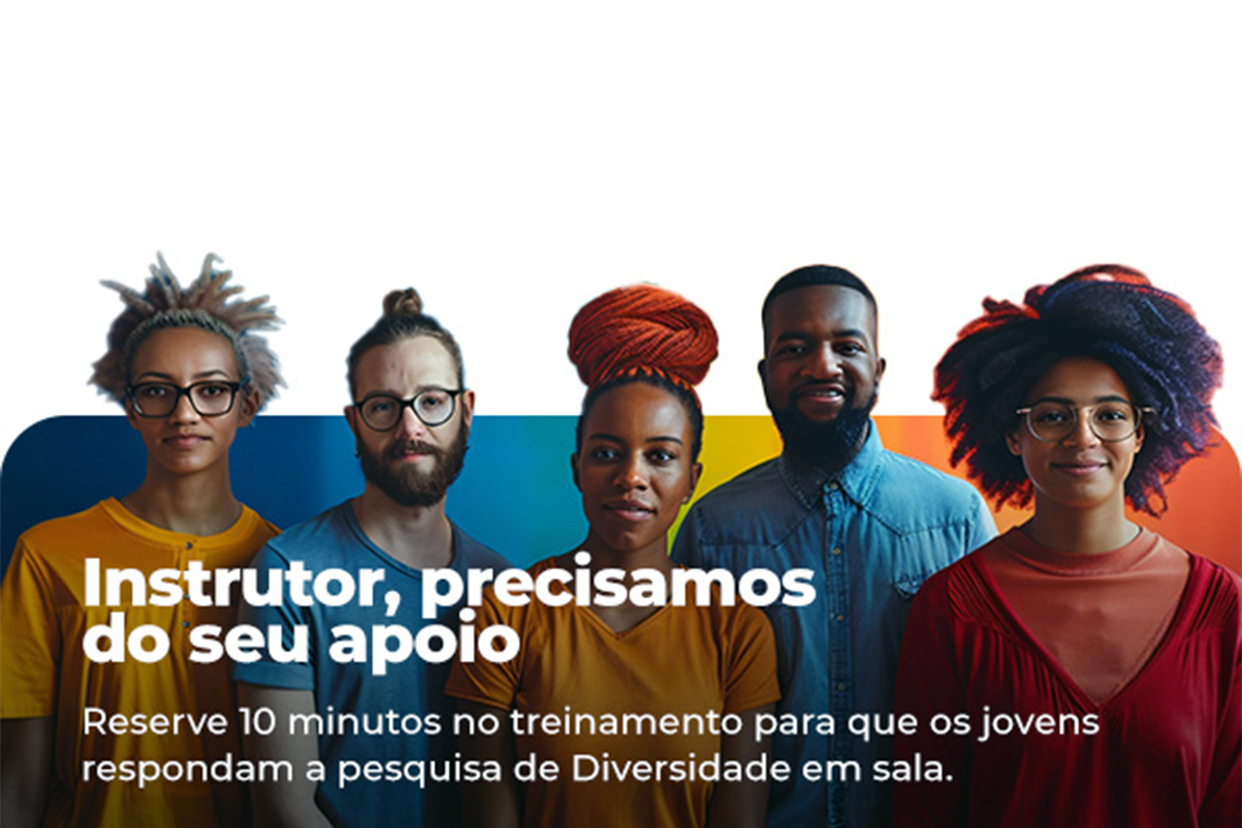 Instrutor, precisamos
do seu apoio
Reserve 10 minutos no treinamento para que os jovens
respondam a pesquisa de Diversidade em sala.